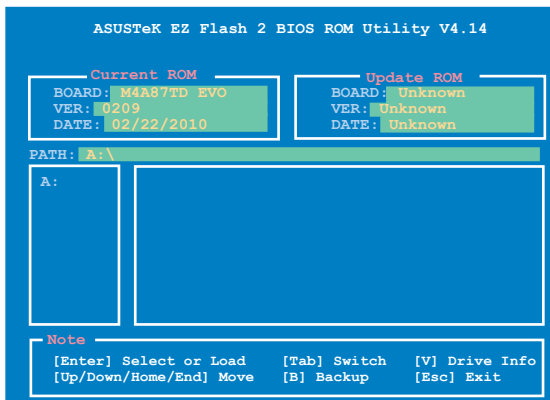 ASUSTeK EZ Flash 2 BIOS ROM Utility V4.14
Current ROM
BOARD: M4A87TD EVO
VER: 0209
DATE: 02/22/2010
Update ROM
BOARD: Unknown
VER: Unknown
DATE: Unknown
PATH: A:\
A:
Note
[Enter] Select or Load [Tab] Switch [V] Drive Info
[Up/Down/Home/End] Move [B] Backup [Esc] Exit